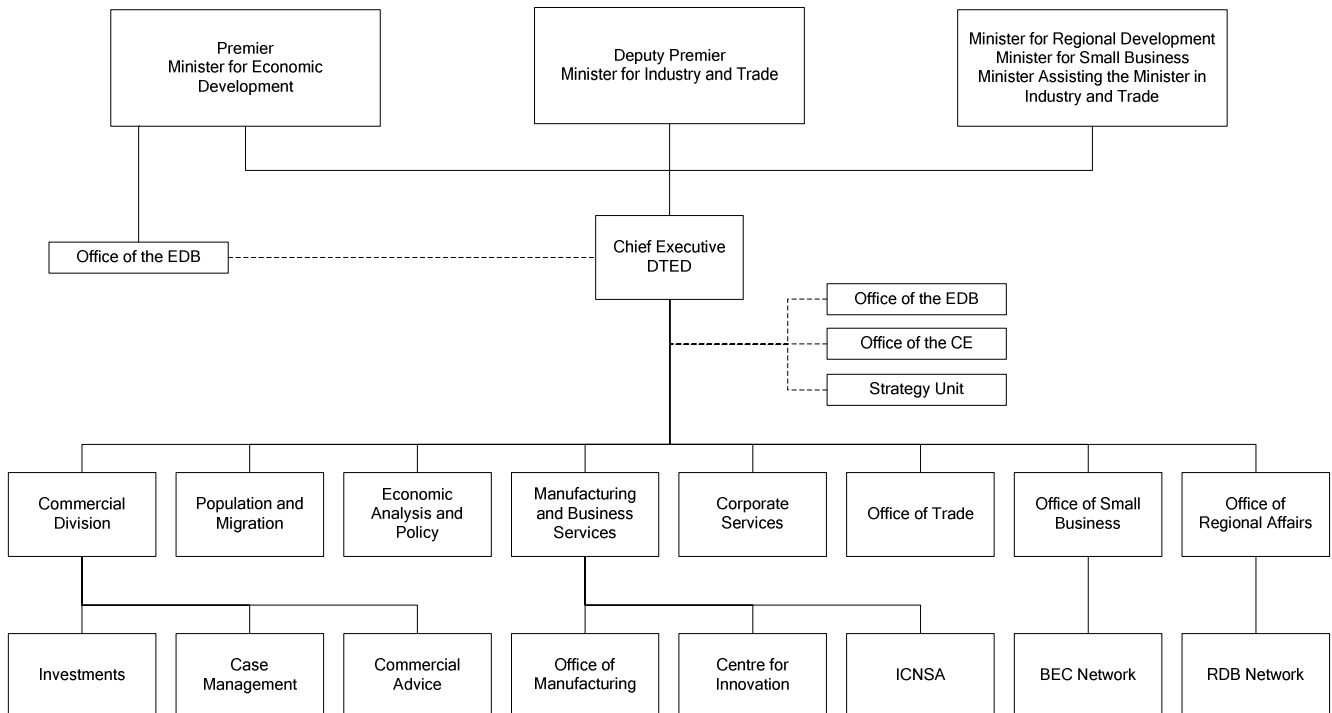 Premier
Minister for Economic
Development
Deputy Premier
Minister for Industry and Trade
Minister for Regional Development
Minister for Small Business
Minister Assisting the Minister in
Industry and Trade
Office of the EDB
Chief Executive
DTED
Office of the EDB
Office of the CE
Strategy Unit
Commercial
Division
Population and
Migration
Economic
Analysis and
Policy
Manufacturing
and Business
Services
Corporate
Services
Office of Trade
Office of Small
Business
Office of
Regional Affairs
Investments
Case
Management
Commercial
Advice
Office of
Manufacturing
Centre for
Innovation
ICNSA
BEC Network
RDB Network